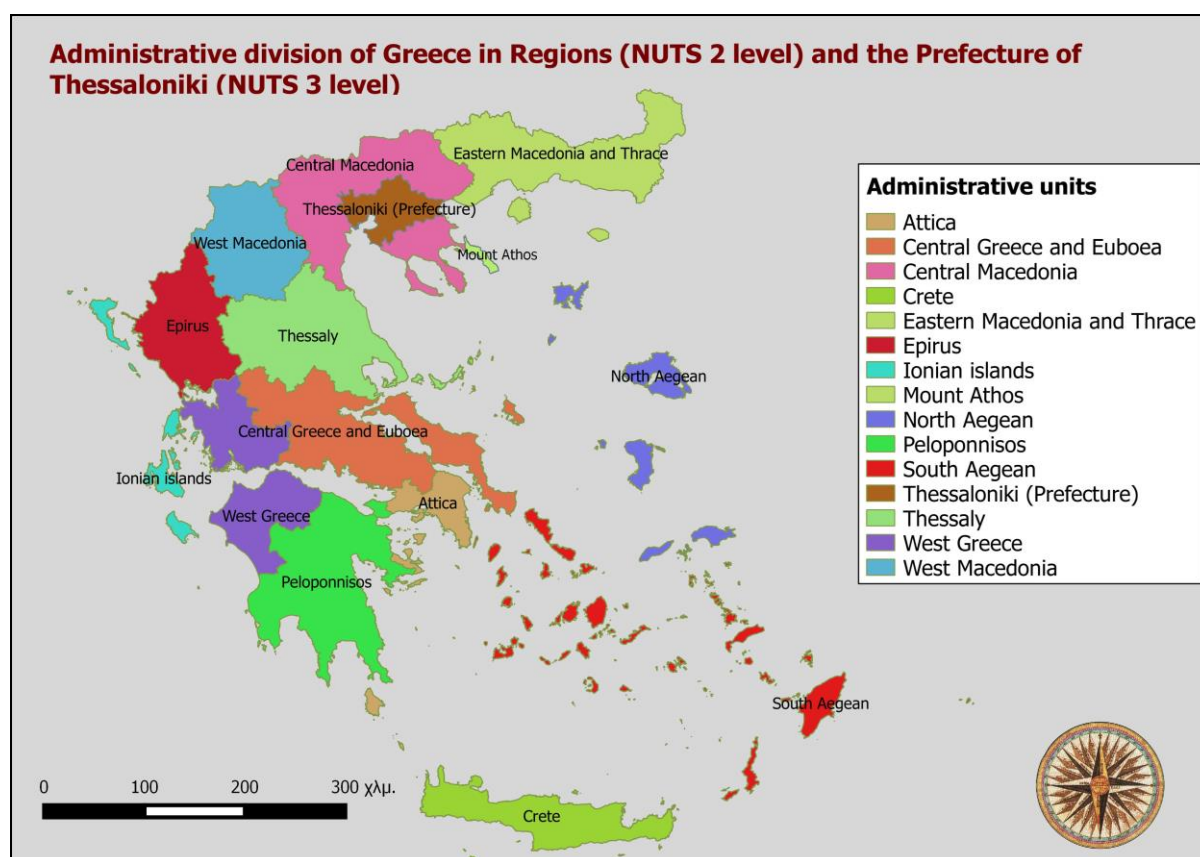 Administrative division of Greece in Regions (NUTS 2 level) and the Prefecture of
Thessaloniki (NUTS 3 level)
Eastern Macedonia and Thrace
Central Macedonia
Thessaloniki (Prefecture)
West Macedonia
Mount Athos
Epirus
Thessaly
North Aegean
Central Greece and Euboea
Ionian islands
Attica
West Greece
Peloponnisos
South Aegean
Crete
Administrative units
Attica
Central Greece and Euboea
Central Macedonia
Crete
Eastern Macedonia and Thrace
Epirus
Ionian islands
Mount Athos
North Aegean
Peloponnisos
South Aegean
Thessaloniki (Prefecture)
Thessaly
West Greece
West Macedonia
0 100 200 300 χλμ.